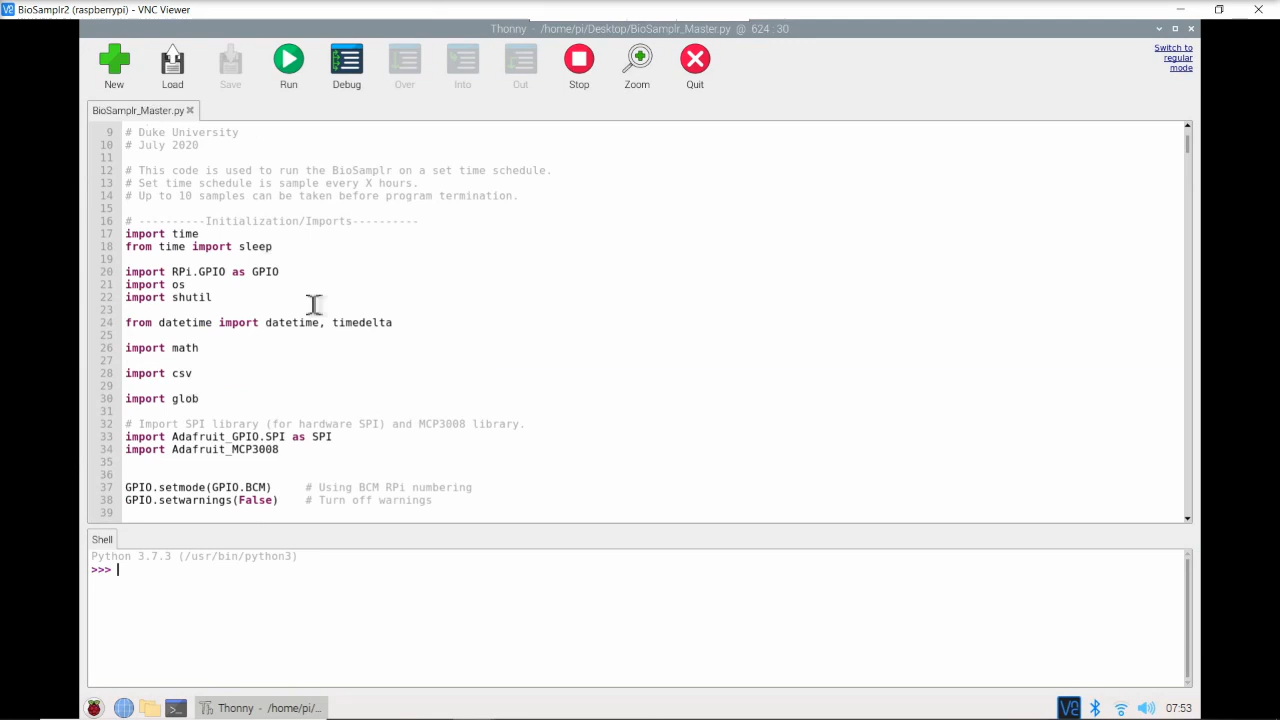 BioSamplr2 (raspberrypi) - VNC Viewer
Thonny - /home/pi/Desktop/BioSamplr_Master.py @ 624 : 30
New
Load
Save
Run
Debug
Over
Into
Out
Stop
Zoom
Quit
Switch to
regular
mode
BioSamplr_Master.py
9 # Duke University
10 # July 2020
11
12 # This code is used to run the BioSamplr on a set time schedule.
13 # Set time schedule is sample every X hours.
14 # Up to 10 samples can be taken before program termination.
15
16 # ----------Initialization/Imports----------
17 import time
18 from time import sleep
19
20 import RPi.GPIO as GPIO
21 import os
22 import shutil
23
24 from datetime import datetime, timedelta
25
26 import math
27
28 import csv
29
30 import glob
31
32 # Import SPI library (for hardware SPI) and MCP3008 library.
33 import Adafruit_GPIO.SPI as SPI
34 import Adafruit_MCP3008
35
36
37 GPIO.setmode(GPIO.BCM) # Using BCM RPi numbering
38 GPIO.setwarnings(False) # Turn off warnings
39
Shell
Python 3.7.3 (/usr/bin/python3)
>>>
Thonny - /home/pi/...
07:53